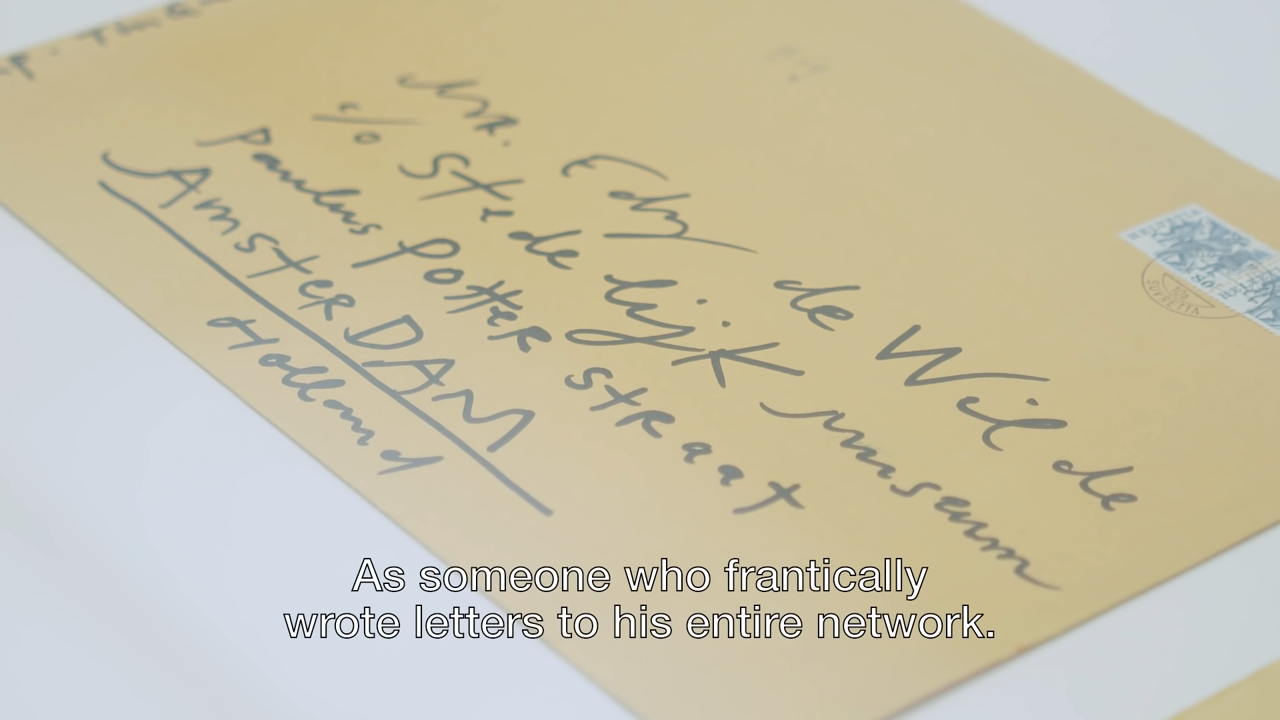 Mr. Edy de Wilde
c/o Stedelijk museum
Paulus Potter straat
AmsterDAM
Holland
As someone who frantically
wrote letters to his entire network.